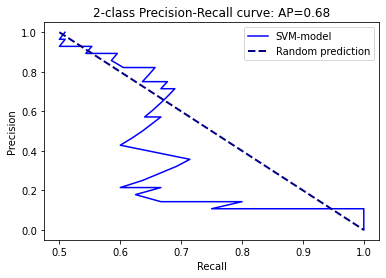 2-class Precision-Recall curve: AP=0.68
SVM-model
Random prediction
Precision
1.0
0.8
0.6
0.4
0.2
0.0
0.5
0.6
0.7
0.8
0.9
1.0
Recall